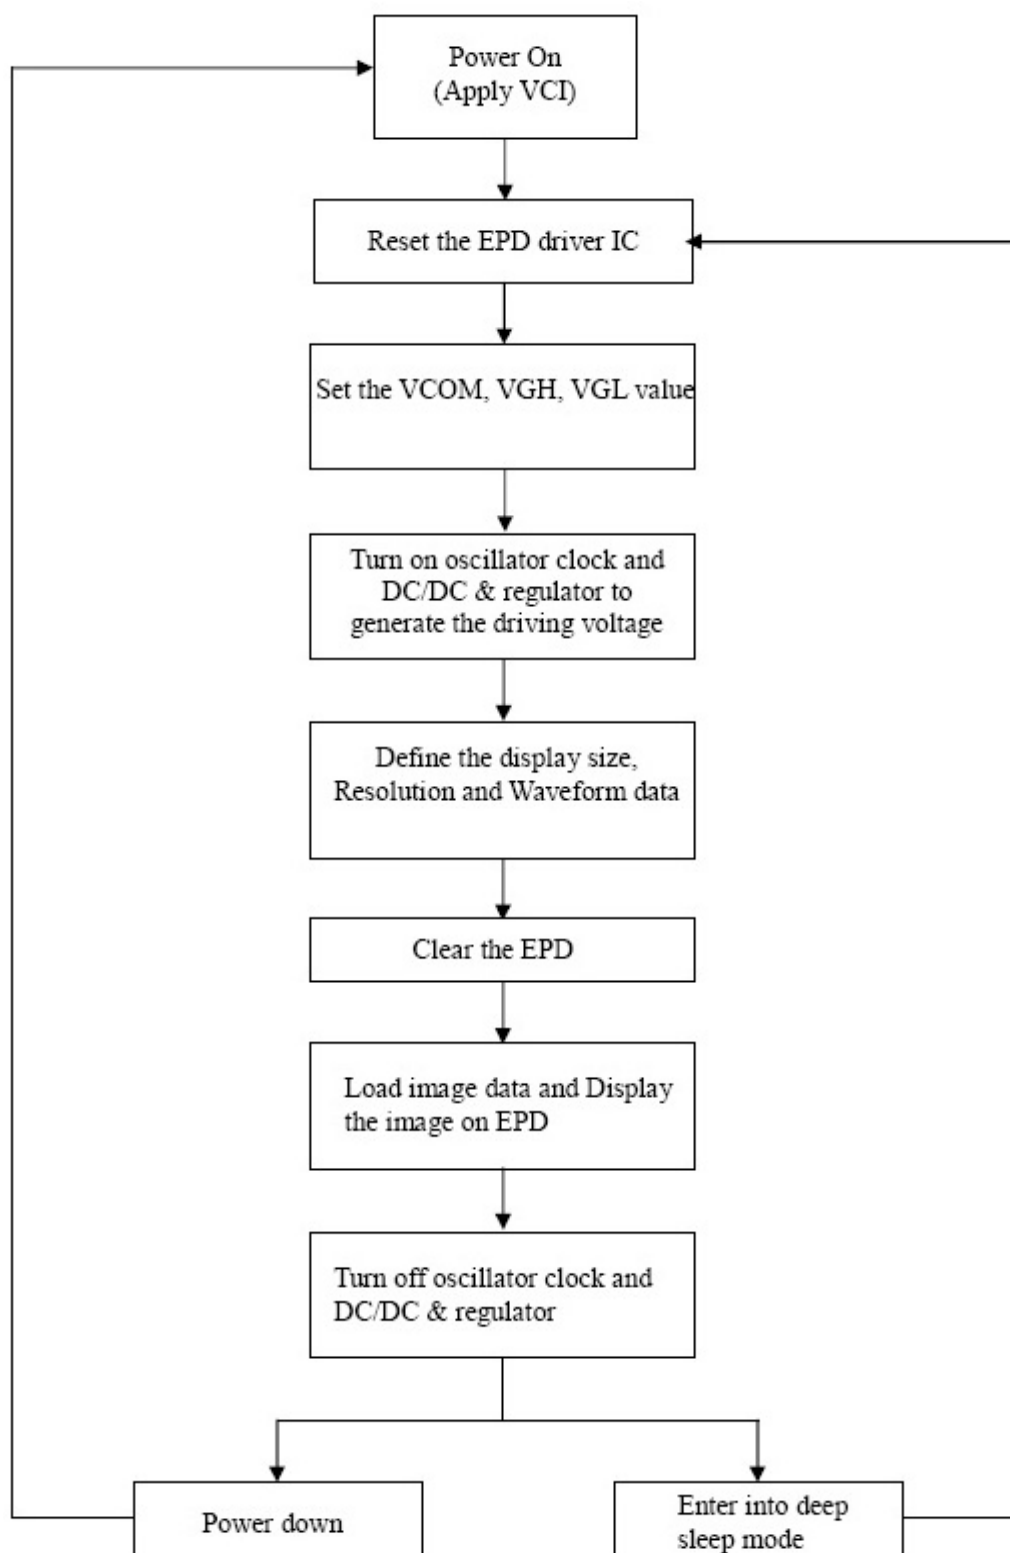 Power On
(Apply VCI)
Reset the EPD driver IC
Set the VCOM, VGH, VGL value
Turn on oscillator clock and
DC/DC & regulator to
generate the driving voltage
Define the display size,
Resolution and Waveform data
Clear the EPD
Load image data and Display
the image on EPD
Turn off oscillator clock and
DC/DC & regulator
Power down
Enter into deep
sleep mode